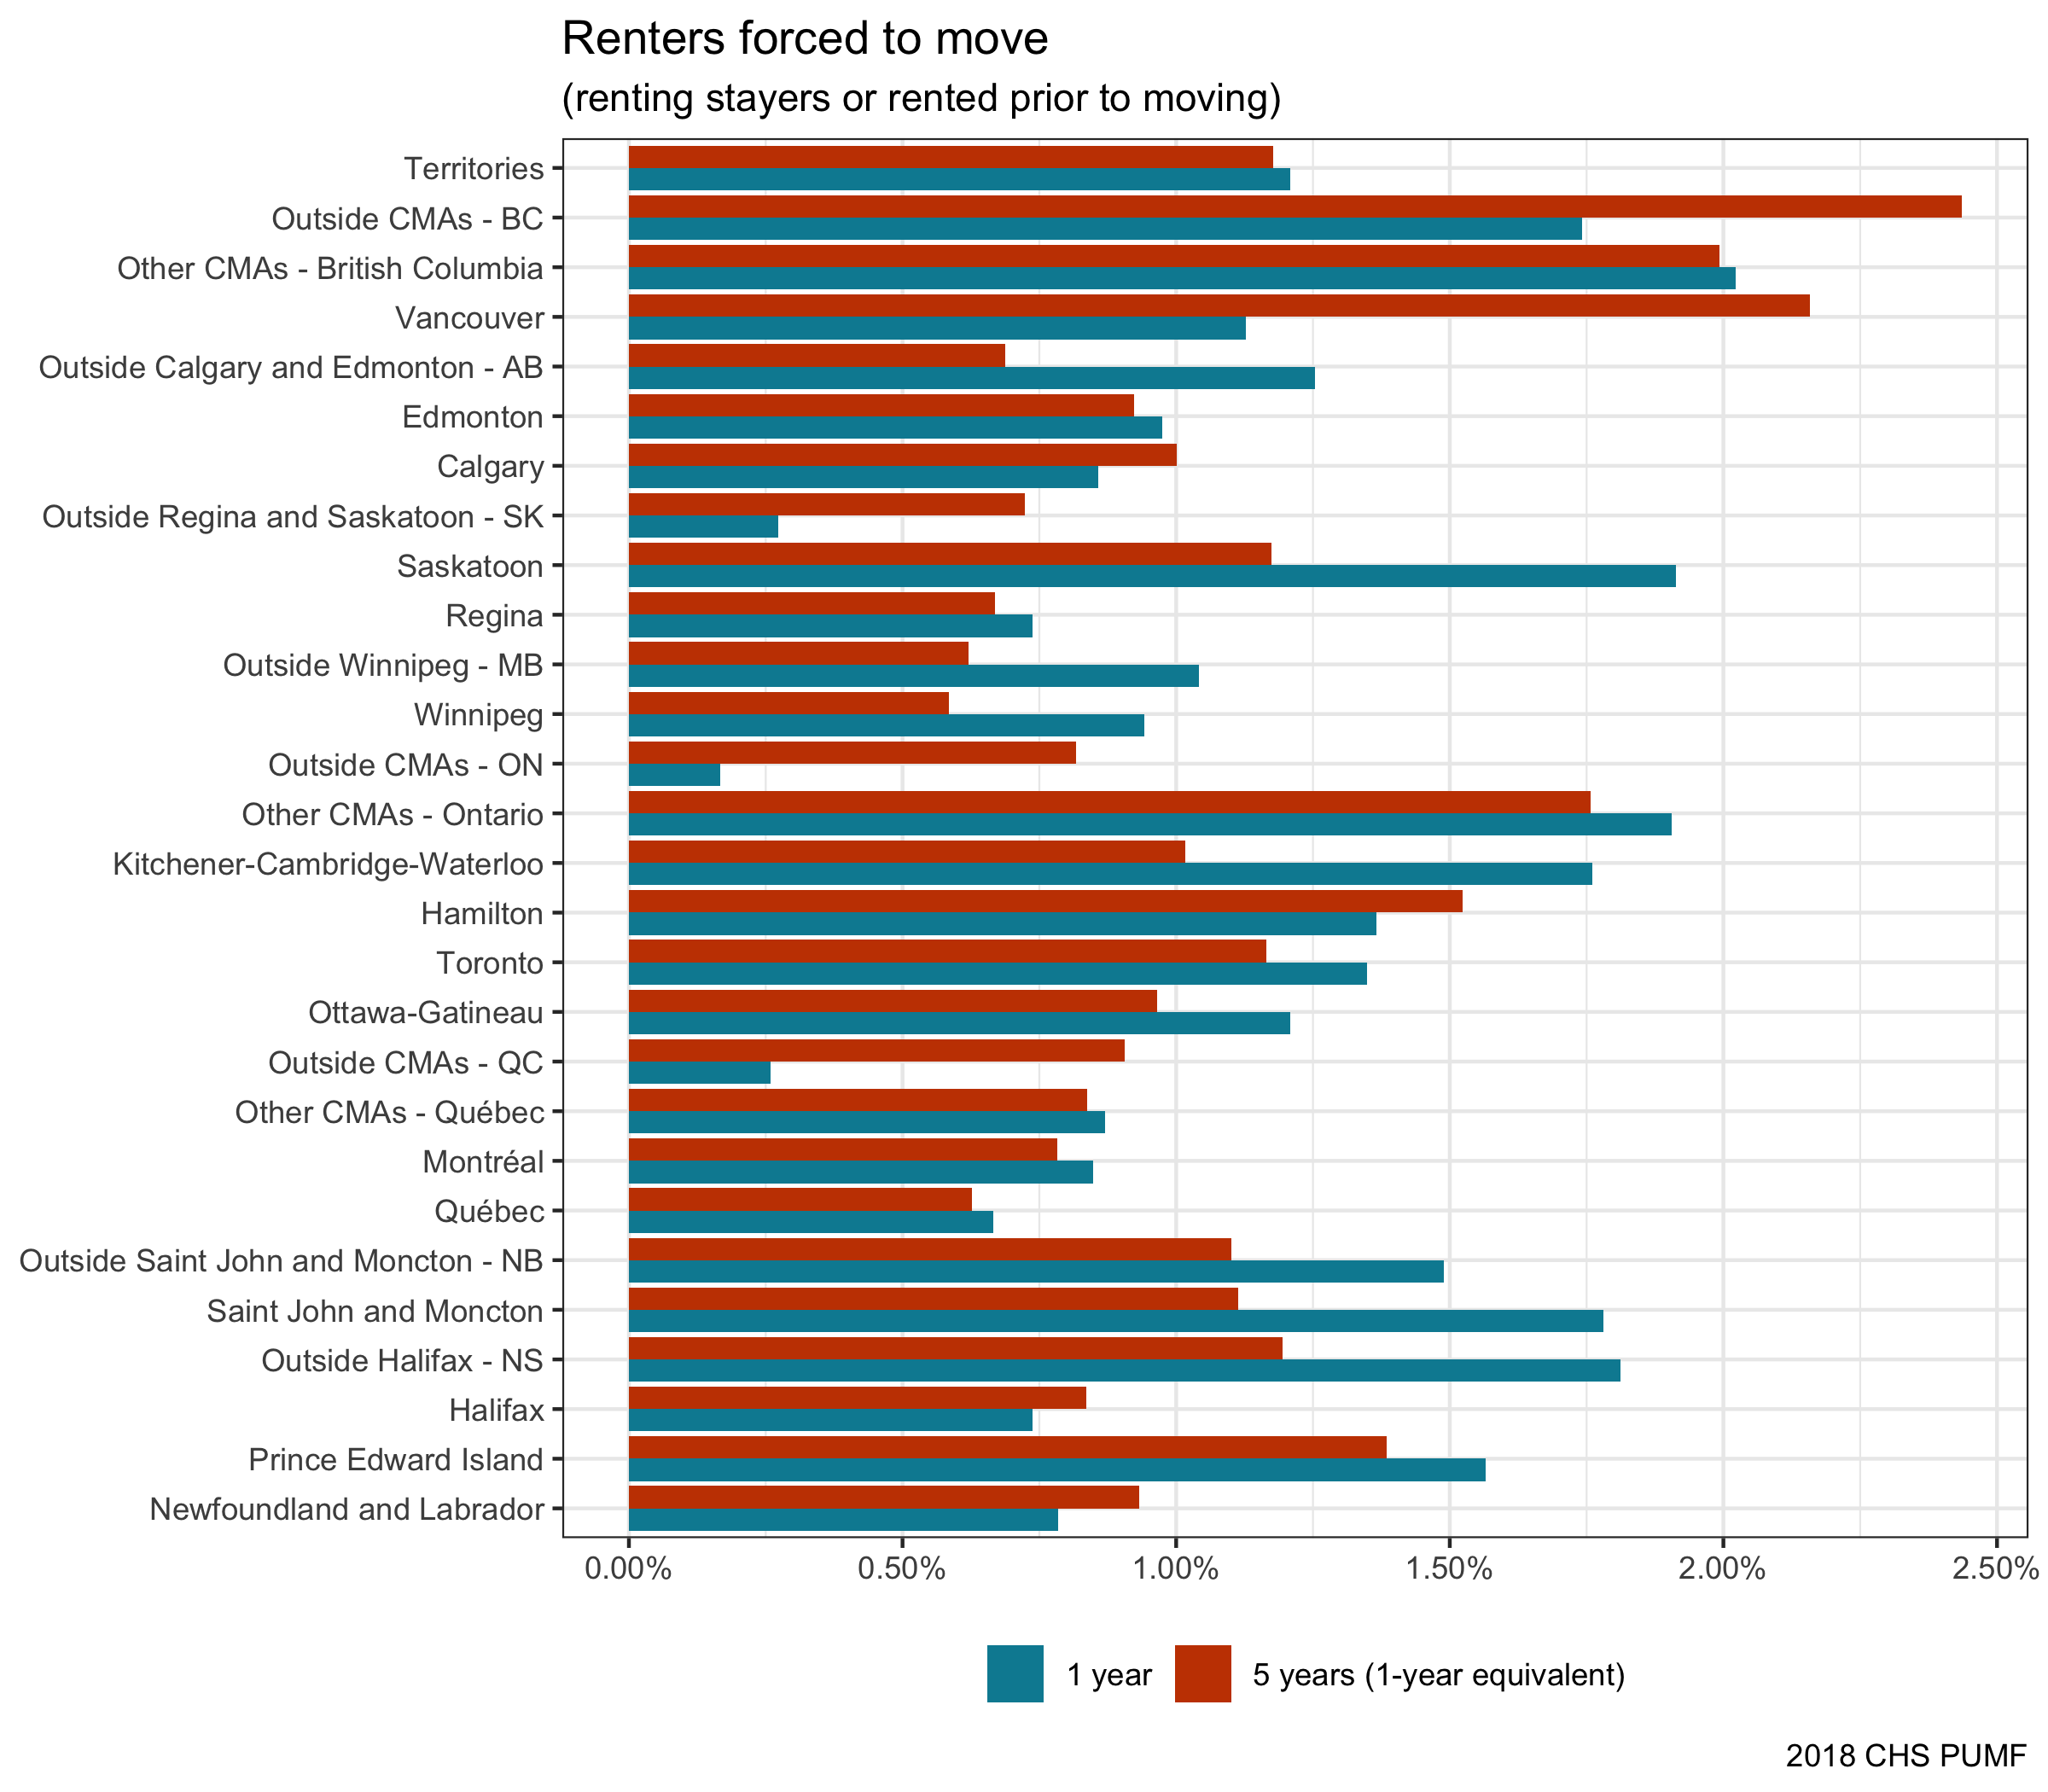 Renters forced to move
(renting stayers or rented prior to moving)
Territories
Outside CMAs - BC
Other CMAs - British Columbia
Vancouver
Outside Calgary and Edmonton - AB
Edmonton
Calgary
Outside Regina and Saskatoon - SK
Saskatoon
Regina
Outside Winnipeg - MB
Winnipeg
Outside CMAs - ON
Other CMAs - Ontario
Kitchener-Cambridge-Waterloo
Hamilton
Toronto
Ottawa-Gatineau
Outside CMAs - QC
Other CMAs - Québec
Montréal
Québec
Outside Saint John and Moncton - NB
Saint John and Moncton
Outside Halifax - NS
Halifax
Prince Edward Island
Newfoundland and Labrador
0.00% 0.50% 1.00% 1.50% 2.00% 2.50%
1 year 5 years (1-year equivalent)
2018 CHS PUMF